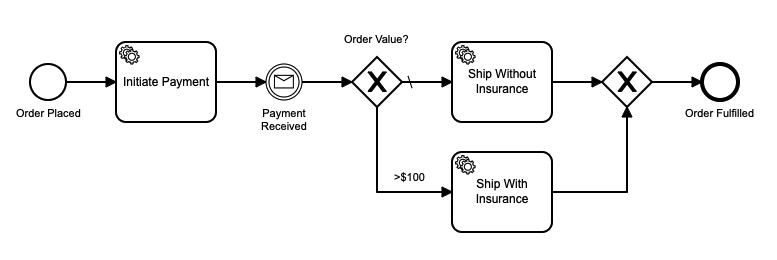 Order Value?
Order Placed
Initiate Payment
Payment
Received
Ship Without
Insurance
Order Fulfilled
>$100
Ship With
Insurance